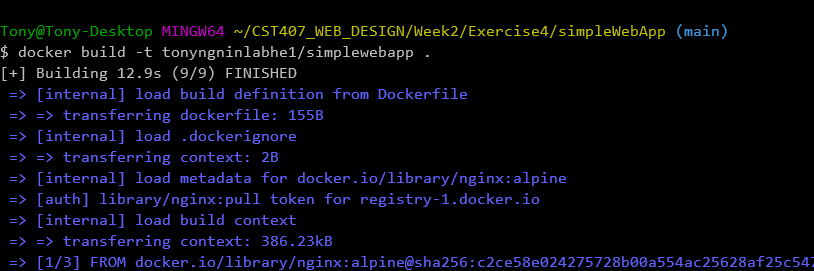 Tony@Tony-Desktop MINGW64 ~/CST407_WEB_DESIGN/Week2/Exercise4/simpleWebApp (main)
$ docker build -t tonyngninlabhe1/simplewebapp .
[+] Building 12.9s (9/9) FINISHED
=> [internal] load build definition from Dockerfile
=> => transferring dockerfile: 155B
=> [internal] load .dockerignore
=> => transferring context: 2B
=> [internal] load metadata for docker.io/library/nginx:alpine
=> [auth] library/nginx:pull token for registry-1.docker.io
=> [internal] load build context
=> => transferring context: 386.23kB
=> [1/3] FROM docker.io/library/nginx:alpine@sha256:c2ce58e024275728b00a554ac25628af25c547